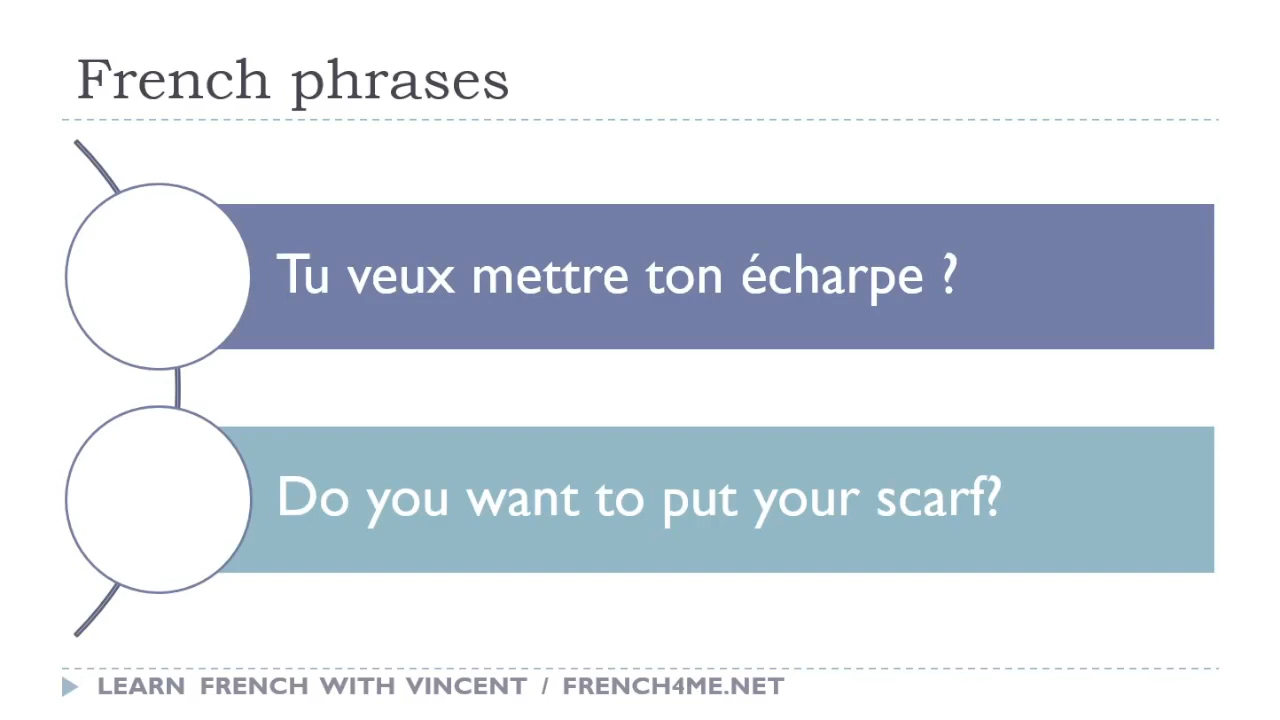 French phrases
Tu veux mettre ton écharpe ?
Do you want to put your scarf?
LEARN FRENCH WITH VINCENT / FRENCH4ME.NET